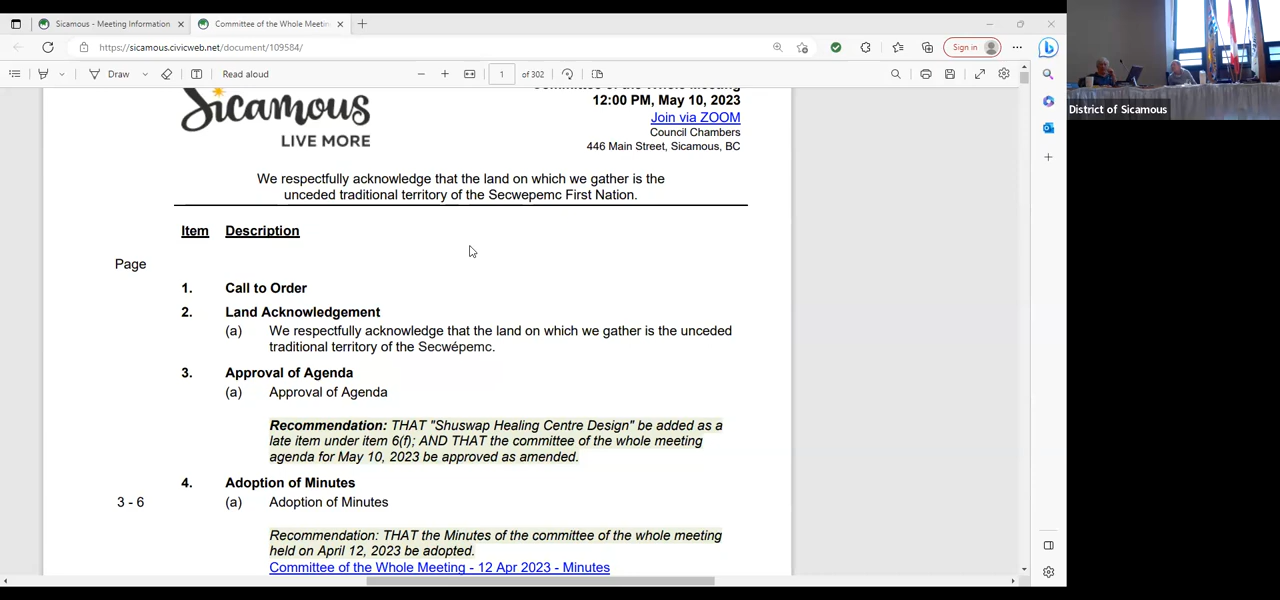 Sicamous - Meeting Information
Committee of the Whole Meetin
https://sicamous.civicweb.net/document/109584/
Sign in
Draw
Read aloud
1
of 302
Sicamous
LIVE MORE
Committee of the Whole Meeting
12:00 PM, May 10, 2023
Join via ZOOM
Council Chambers
446 Main Street, Sicamous, BC
We respectfully acknowledge that the land on which we gather is the
unceded traditional territory of the Secwepemc First Nation.
Item Description
Page
1. Call to Order
2. Land Acknowledgement
(a) We respectfully acknowledge that the land on which we gather is the unceded
traditional territory of the Secwépemc.
3. Approval of Agenda
(a) Approval of Agenda
Recommendation: THAT "Shuswap Healing Centre Design" be added as a
late item under item 6(f); AND THAT the committee of the whole meeting
agenda for May 10, 2023 be approved as amended.
4. Adoption of Minutes
3 - 6 (a) Adoption of Minutes
Recommendation: THAT the Minutes of the committee of the whole meeting
held on April 12, 2023 be adopted.
Committee of the Whole Meeting - 12 Apr 2023 - Minutes
District of Sicamous